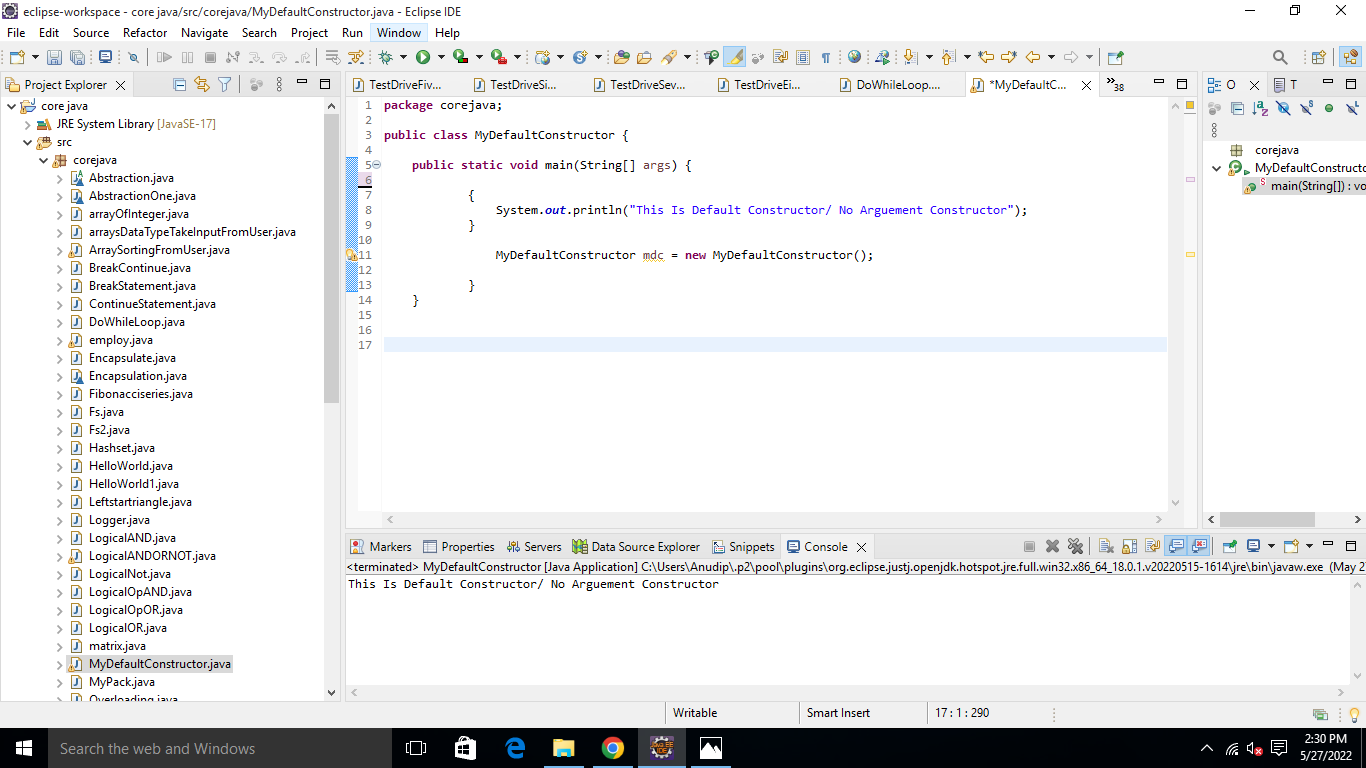 eclipse-workspace - core java/src/corejava/MyDefaultConstructor.java - Eclipse IDE
File Edit Source Refactor Navigate Search Project Run Window Help
Project Explorer
core java
JRE System Library [JavaSE-17]
src
corejava
Abstraction.java
AbstractionOne.java
arrayOfInteger.java
arraysDataTypeTakeInputFromUser.java
ArraySortingFromUser.java
BreakContinue.java
BreakStatement.java
ContinueStatement.java
DoWhileLoop.java
employ.java
Encapsulate.java
Encapsulation.java
Fibonacciseries.java
Fs.java
Fs2.java
Hashset.java
HelloWorld.java
HelloWorld1.java
Leftstartriangle.java
Logger.java
LogicalAND.java
LogicalANDORNOT.java
LogicalNot.java
LogicalOpAND.java
LogicalOpOR.java
LogicalOR.java
matrix.java
MyDefaultConstructor.java
MyPack.java
Overloading.java
TestDriveFiv... TestDriveSi... TestDriveSev... TestDriveEi... DoWhileLoop.... *MyDefaultC... »38
1 package corejava;
2
3 public class MyDefaultConstructor {
4
5 public static void main(String[] args) {
6
7 {
8 System.out.println("This Is Default Constructor/ No Arguement Constructor");
9 }
10
11 MyDefaultConstructor mdc = new MyDefaultConstructor();
12
13 }
14 }
15
16
17
O T
corejava
MyDefaultConstructo
main(String[]) : vo
Markers Properties Servers Data Source Explorer Snippets Console
<terminated> MyDefaultConstructor [Java Application] C:\Users\Anudip\.p2\pool\plugins\org.eclipse.justj.openjdk.hotspot.jre.full.win32.x86_64_18.0.1.v20220515-1614\jre\bin\javaw.exe (May 27
This Is Default Constructor/ No Arguement Constructor
Writable Smart Insert 17 : 1 : 290
Search the web and Windows
2:30 PM
5/27/2022